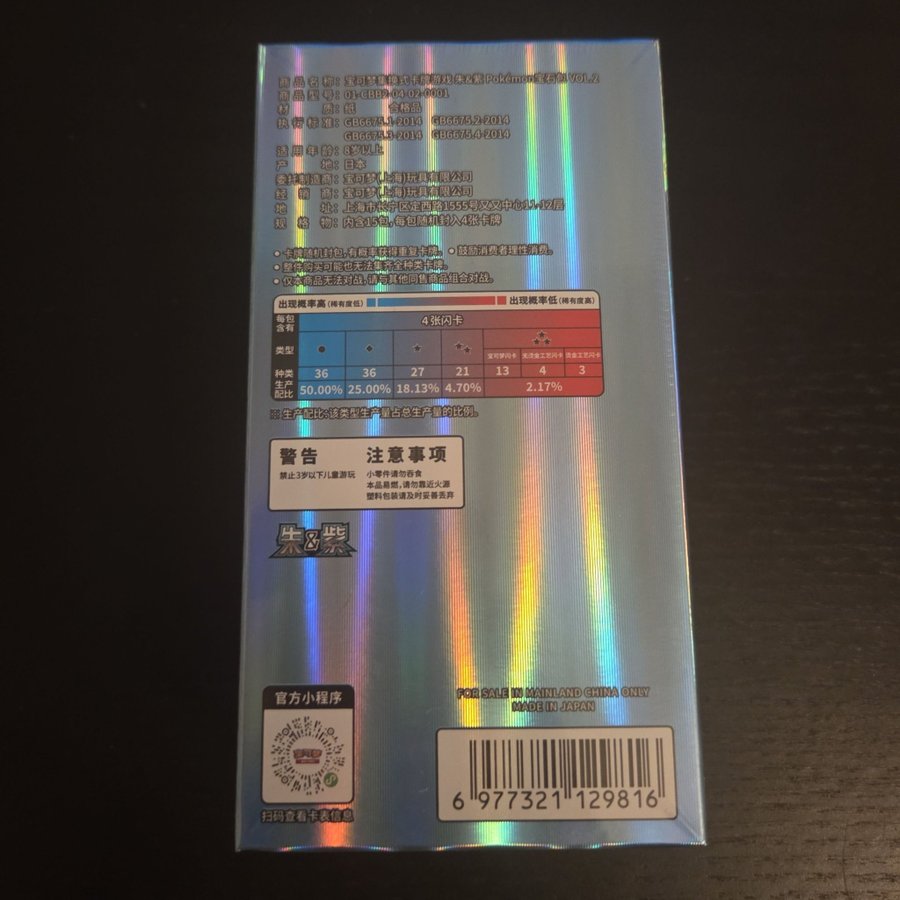 商品名称：宝可梦集换式卡牌游戏 朱&紫 Pokémon宝石包 VOL.2
商品型号：01-CBB2-04-02-0001
材 质：纸 合格品
执行标准：GB6675.1-2014 GB6675.2-2014
GB6675.3-2014 GB6675.4-2014
适用年龄：8岁以上
产 地：日本
委托制造商：宝可梦(上海)玩具有限公司
经 销 商：宝可梦(上海)玩具有限公司
地 址：上海市长宁区定西路1555号又又中心11-12层
规 格 物：内含15包，每包随机封入4张卡牌
● 卡牌随机封包，有概率获得重复卡牌。 ● 鼓励消费者理性消费。
● 整件购买可能也无法集齐全种类卡牌。
● 仅本商品无法对战，请与其他同售商品组合对战。
出现概率高（稀有度低） 出现概率低（稀有度高）
每包含有 4张闪卡
类型 ● ◆ ★ ★★ ★★★
宝可梦闪卡 无烫金工艺闪卡 烫金工艺闪卡
种类 36 36 27 21 13 4 3
生产配比 50.00% 25.00% 18.13% 4.70% 2.17%
※ 生产配比：该类型生产量占总生产量的比例。
警告 注意事项
禁止3岁以下儿童游玩 小零件请勿吞食
本品易燃，请勿靠近火源
塑料包装请及时妥善丢弃
朱&紫
官方小程序
宝可梦
扫码查看卡表信息
FOR SALE IN MAINLAND CHINA ONLY
MADE IN JAPAN
6 977321 129816